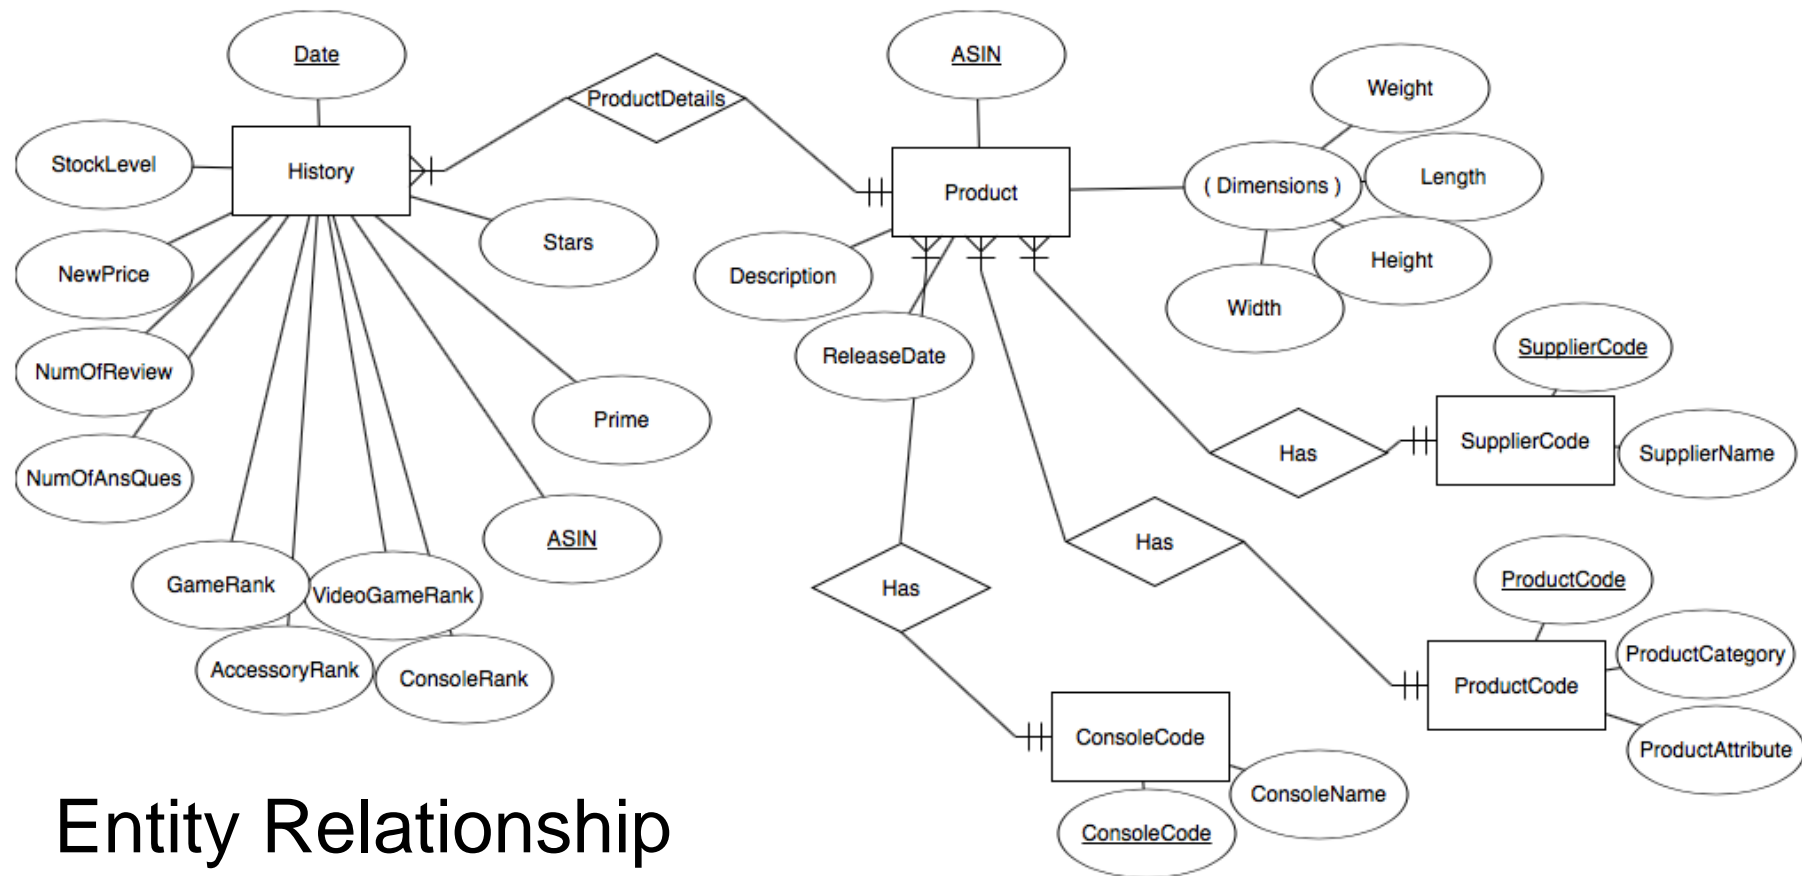 Date
ASIN
Weight
ProductDetails
StockLevel
History
Product
( Dimensions )
Length
Stars
NewPrice
Description
Height
Width
NumOfReview
ReleaseDate
SupplierCode
Prime
SupplierCode
SupplierName
Has
NumOfAnsQues
ASIN
Has
GameRank
VideoGameRank
Has
ProductCode
ProductCategory
AccessoryRank
ConsoleRank
ProductCode
ConsoleCode
ProductAttribute
ConsoleName
ConsoleCode
Entity Relationship